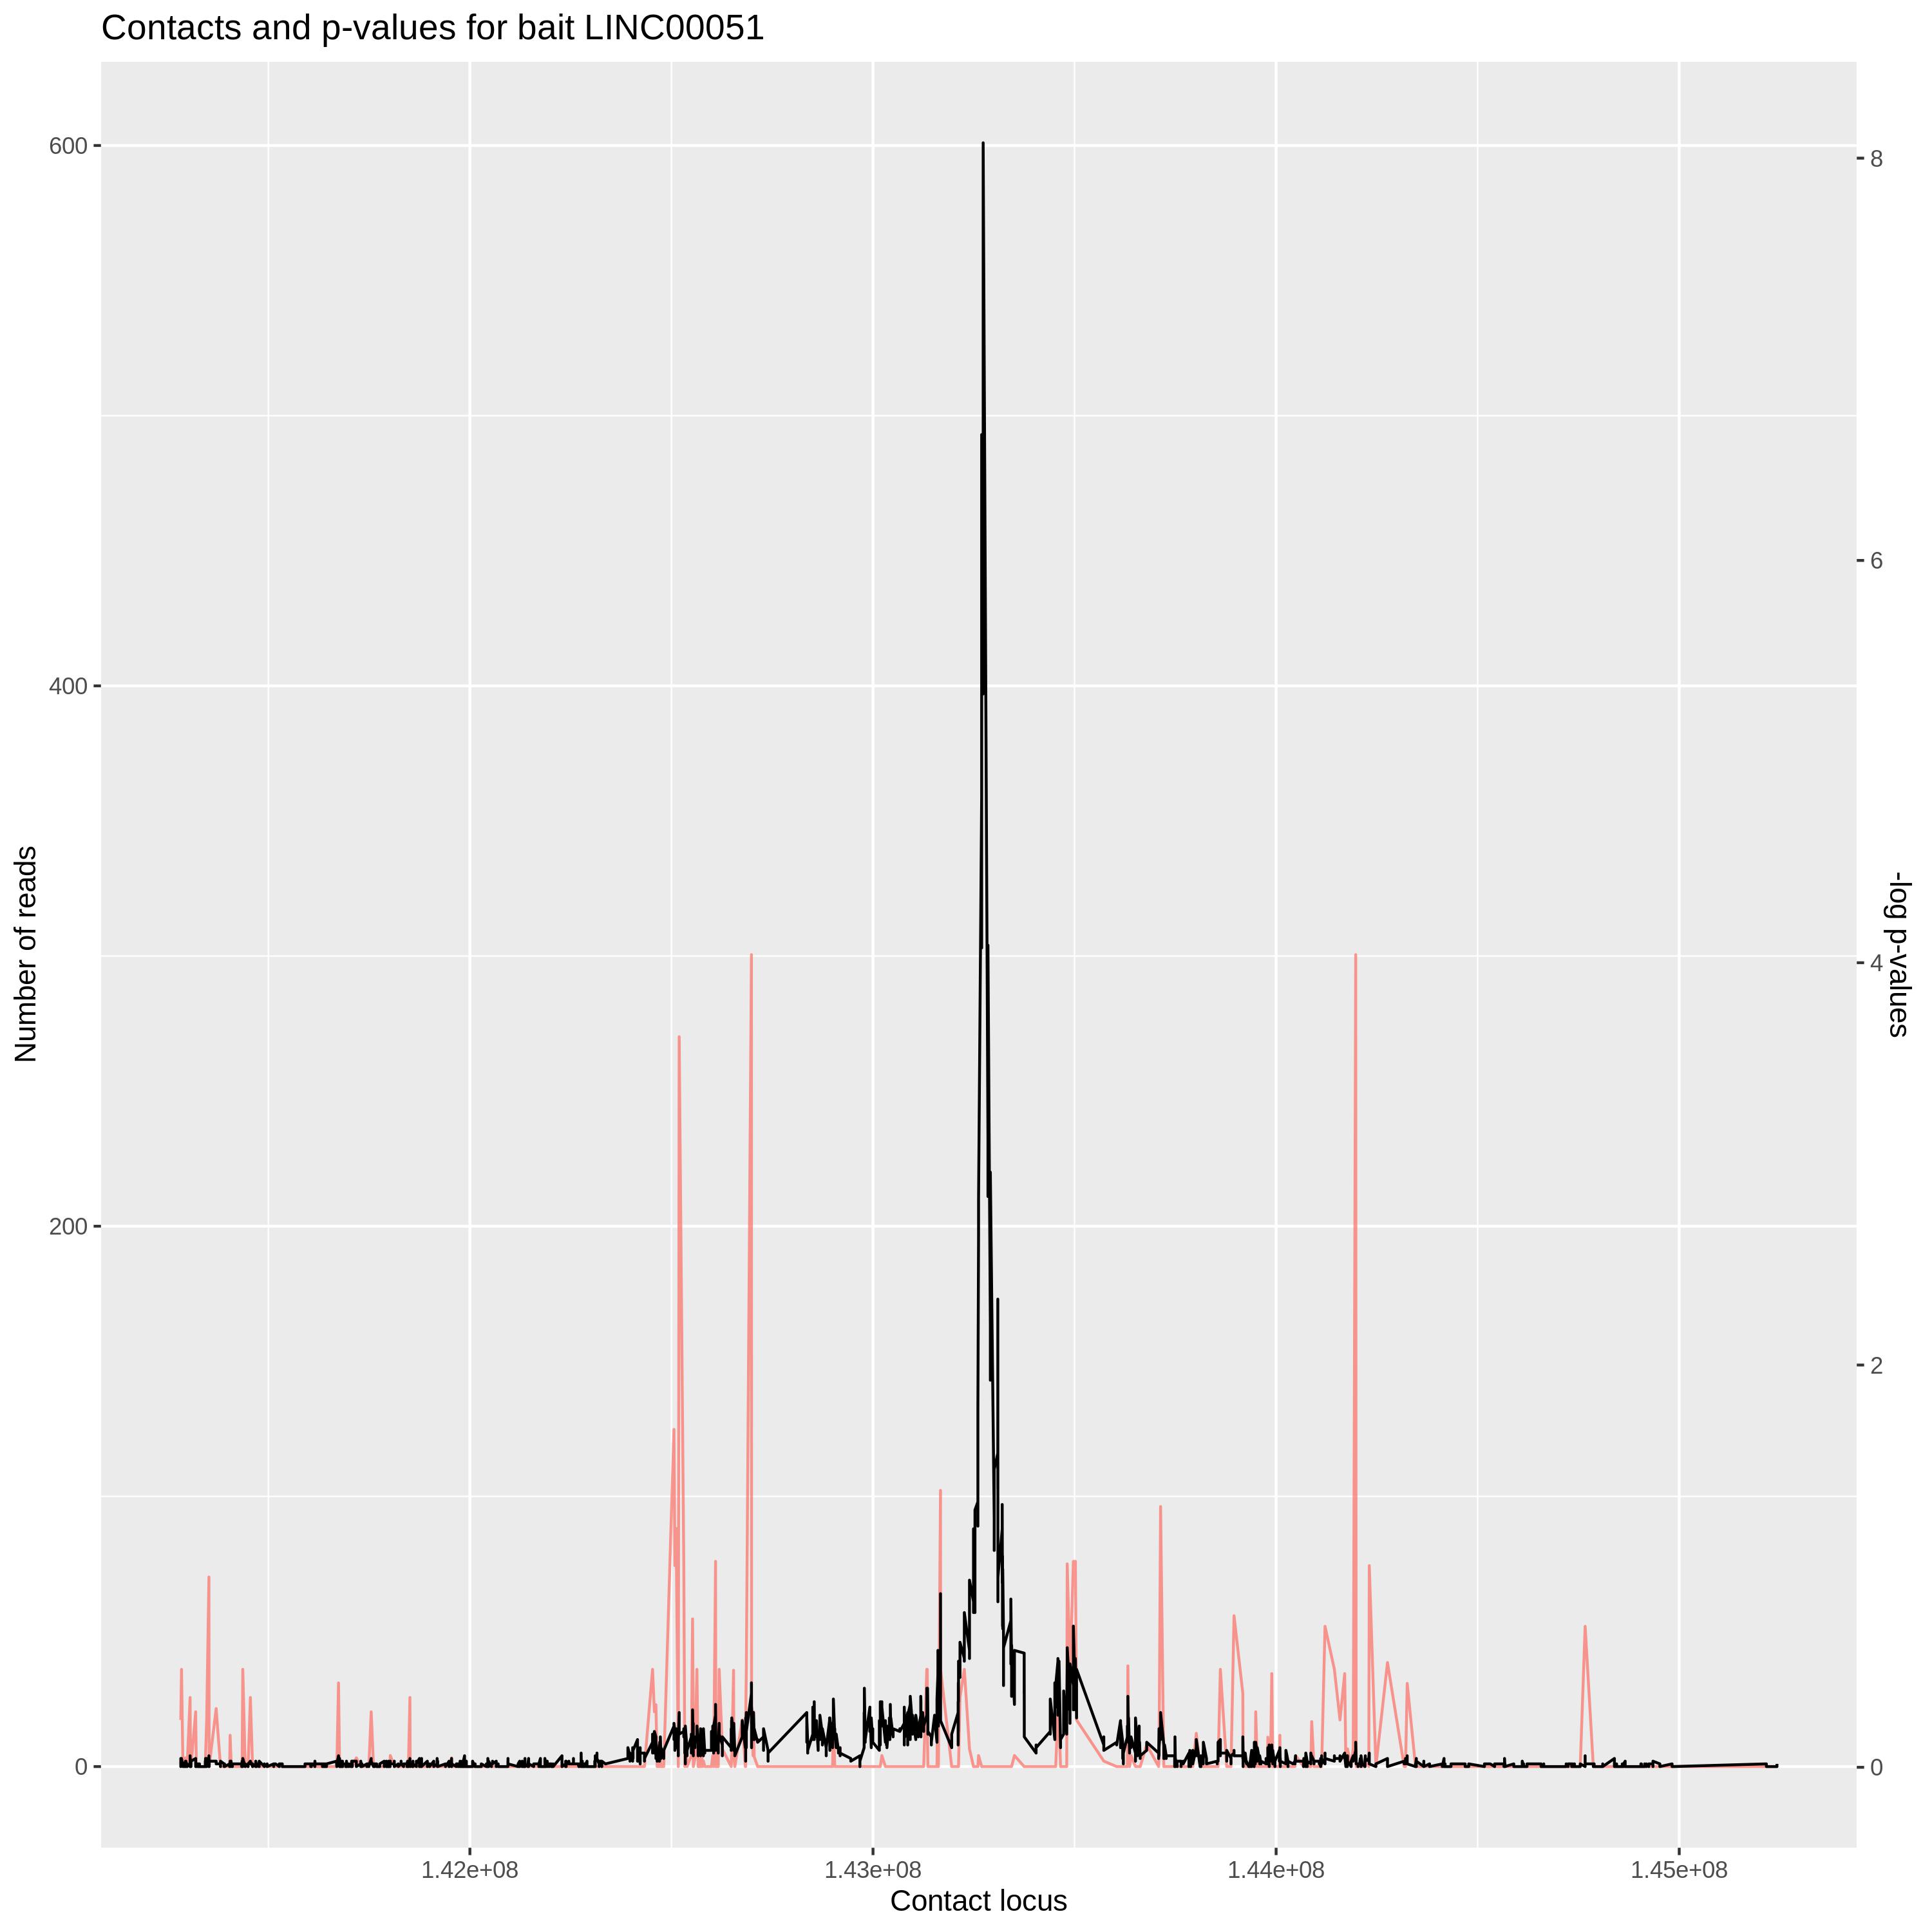 Contacts and p-values for bait LINC00051
600
400
200
0
Number of reads
8
6
4
2
0
-log p-values
1.42e+08
1.43e+08
1.44e+08
1.45e+08
Contact locus